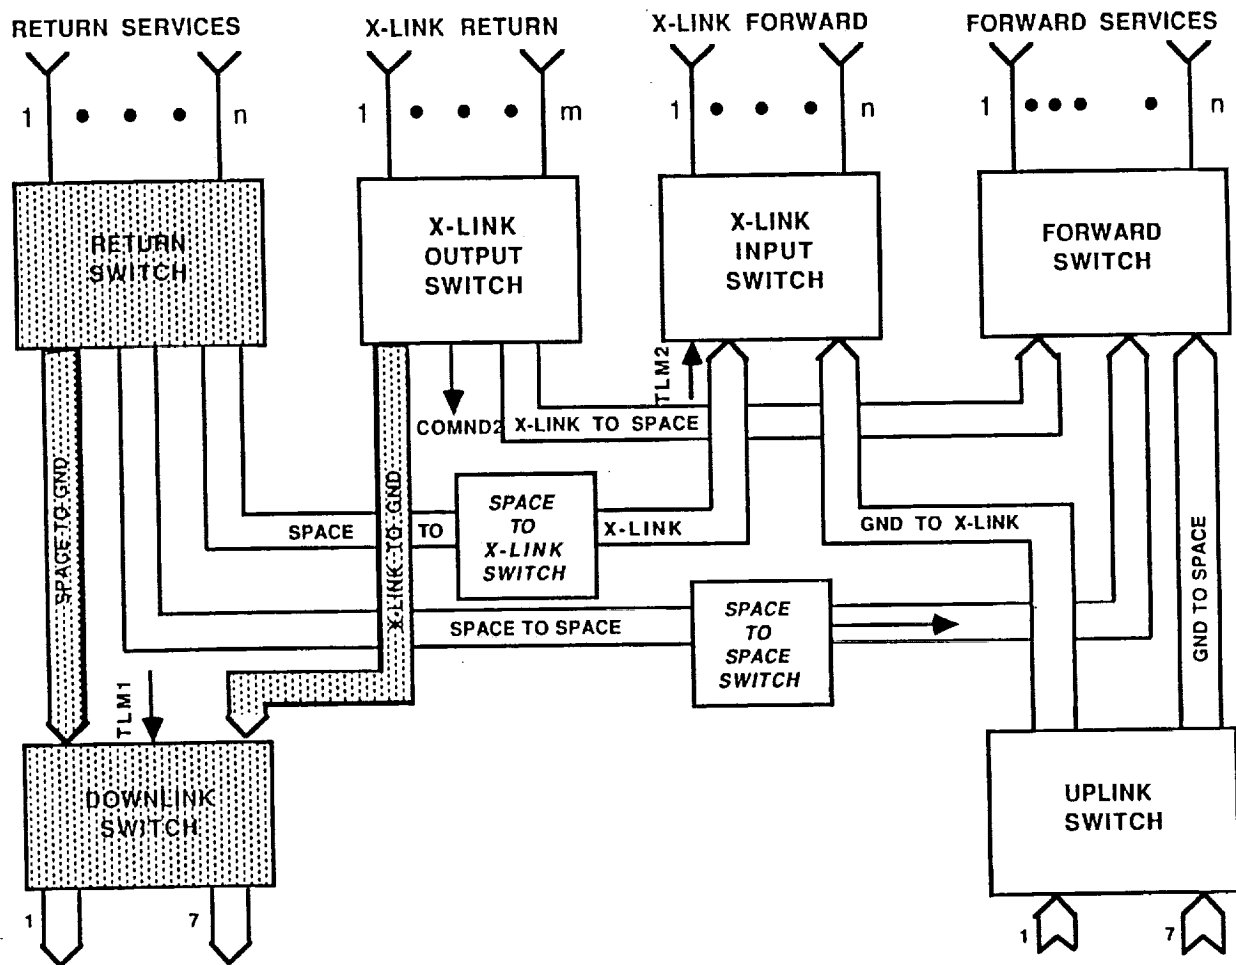 RETURN SERVICES
X-LINK RETURN
X-LINK FORWARD
FORWARD SERVICES
1
n
1
m
1
n
1
n
RETURN
SWITCH
X-LINK
OUTPUT
SWITCH
X-LINK
INPUT
SWITCH
FORWARD
SWITCH
TLM2
COMND2
X-LINK TO SPACE
SPACE TO GND
X-LINK TO GND
SPACE TO
SPACE
TO
X-LINK
SWITCH
X-LINK
GND TO X-LINK
GND TO SPACE
SPACE TO SPACE
SPACE
TO
SPACE
SWITCH
TLM1
DOWNLINK
SWITCH
UPLINK
SWITCH
1
7
1
7